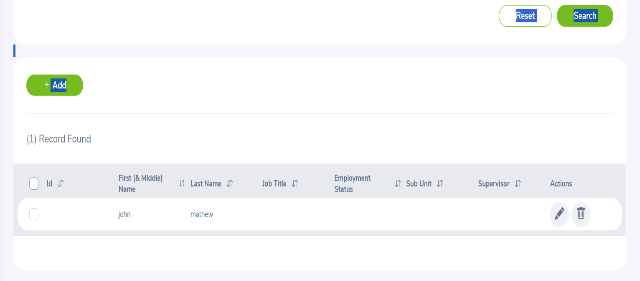 Reset Search
+ Add
(1) Record Found
Id First (& Middle) Name Last Name Job Title Employment Status Sub Unit Supervisor Actions
john mathew